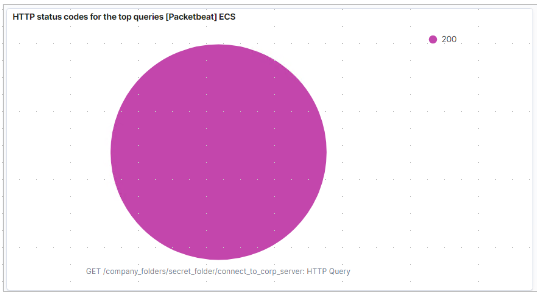 HTTP status codes for the top queries [Packetbeat] ECS
200
GET /company_folders/secret_folder/connect_to_corp_server: HTTP Query